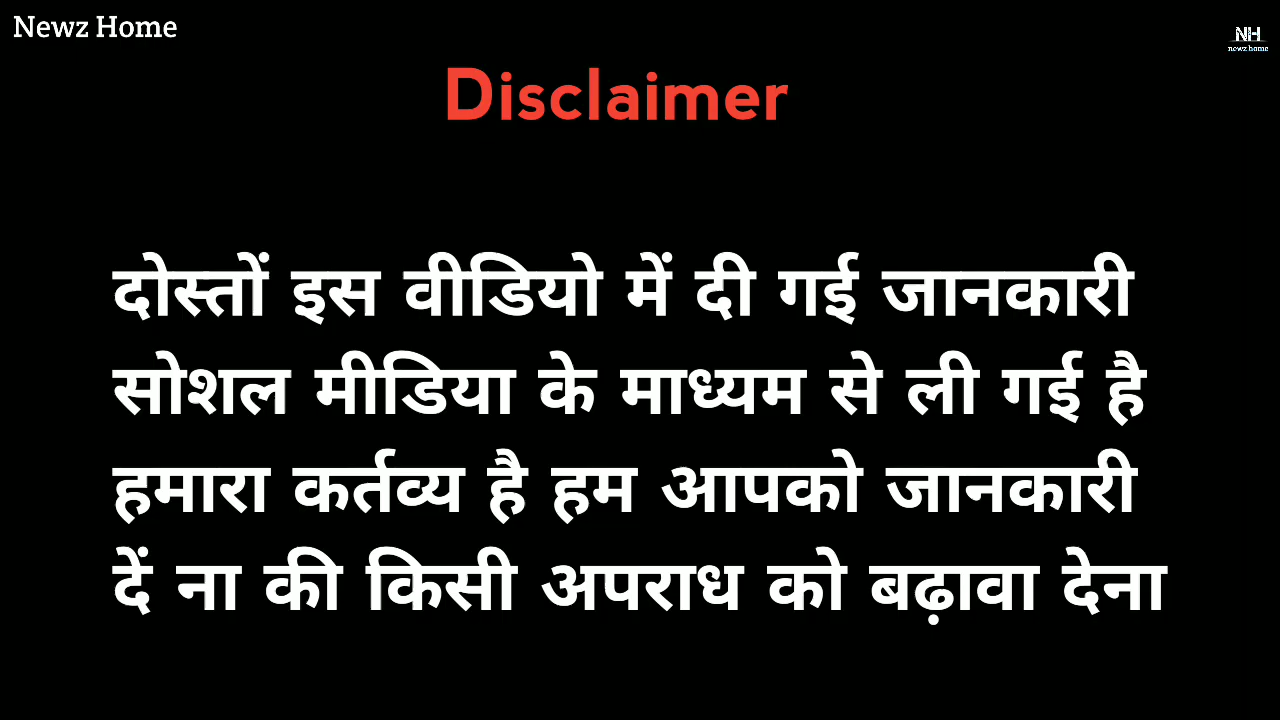 Newz Home
NH
newz home
Disclaimer
दोस्तों इस वीडियो में दी गई जानकारी
सोशल मीडिया के माध्यम से ली गई है
हमारा कर्तव्य है हम आपको जानकारी
दें ना की किसी अपराध को बढ़ावा देना